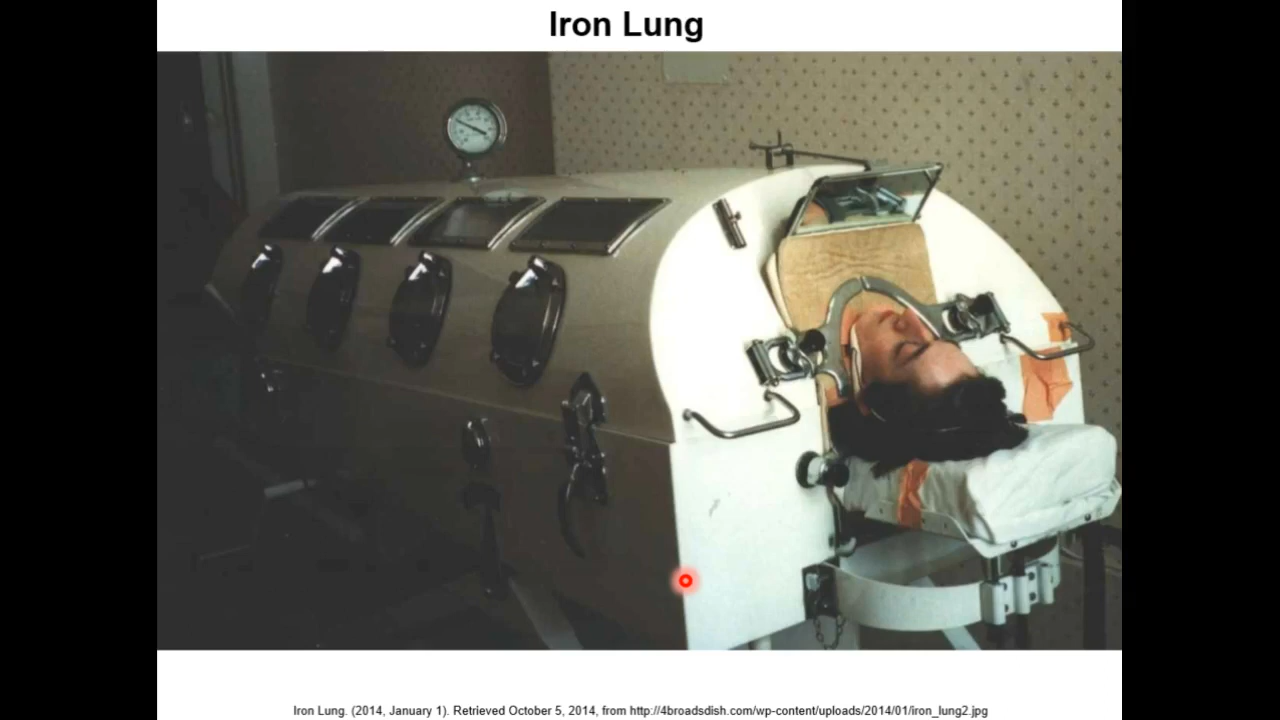 Iron Lung
Iron Lung. (2014, January 1). Retrieved October 5, 2014, from http://4broadsdish.com/wp-content/uploads/2014/01/iron_lung2.jpg